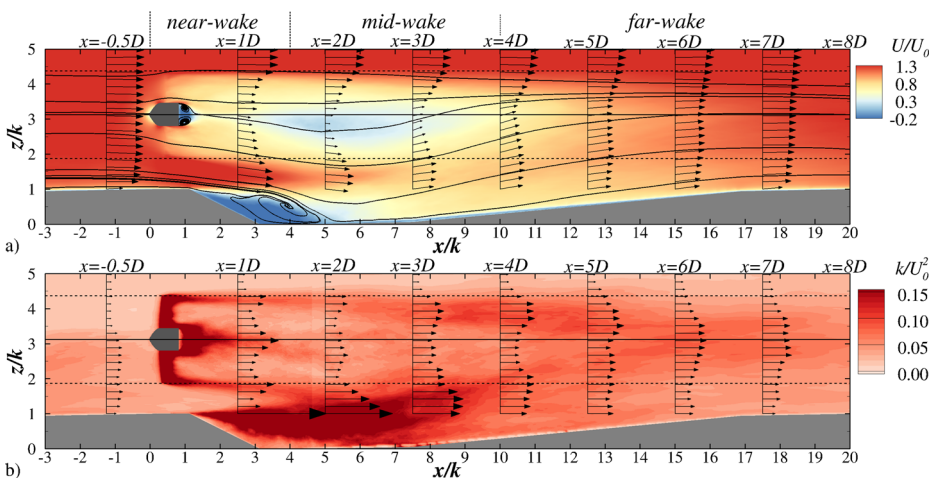 near-wake mid-wake far-wake
x=-0.5D x=1D x=2D x=3D x=4D x=5D x=6D x=7D x=8D U/U0
5
4
3
2
1
0
z/k
1.3
0.8
0.3
-0.2
-3 -2 -1 0 1 2 3 4 5 6 7 8 9 10 11 12 13 14 15 16 17 18 19 20
a) x/k
x=-0.5D x=1D x=2D x=3D x=4D x=5D x=6D x=7D x=8D k/U0^2
5
4
3
2
1
0
z/k
0.15
0.10
0.05
0.00
-3 -2 -1 0 1 2 3 4 5 6 7 8 9 10 11 12 13 14 15 16 17 18 19 20
b) x/k